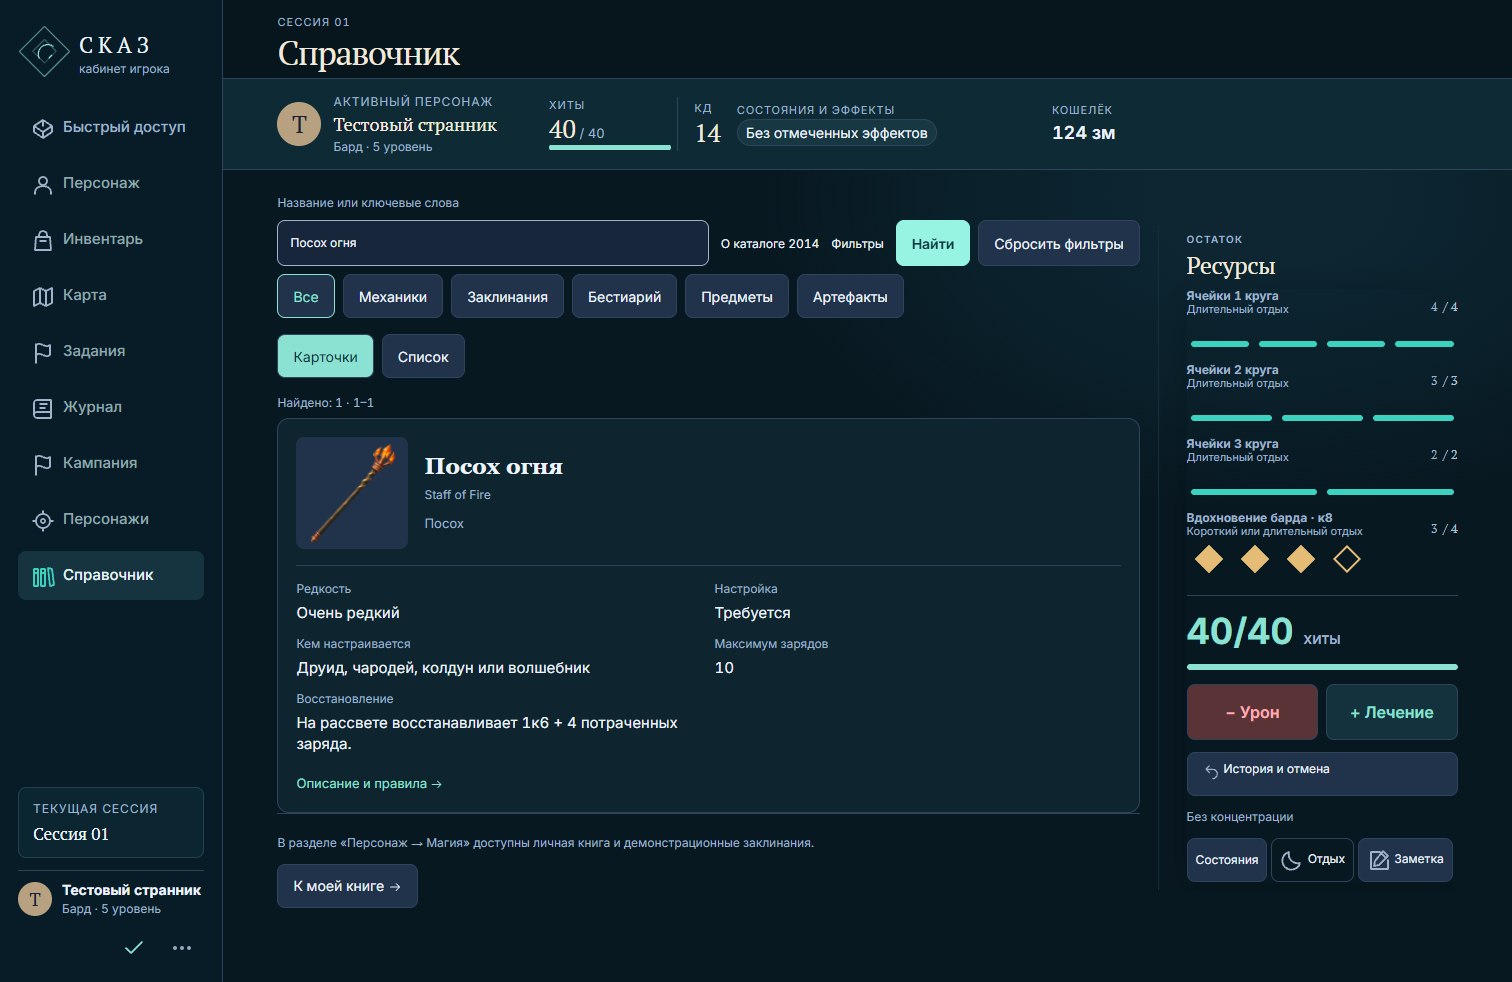 СКАЗ
кабинет игрока
Быстрый доступ
Персонаж
Инвентарь
Карта
Задания
Журнал
Кампания
Персонажи
Справочник
ТЕКУЩАЯ СЕССИЯ
Сессия 01
Т
Тестовый странник
Бард · 5 уровень
СЕССИЯ 01
Справочник
Т
АКТИВНЫЙ ПЕРСОНАЖ
Тестовый странник
Бард · 5 уровень
ХИТЫ
40 / 40
КД
14
СОСТОЯНИЯ И ЭФФЕКТЫ
Без отмеченных эффектов
КОШЕЛЁК
124 зм
Название или ключевые слова
Посох огня
О каталоге 2014
Фильтры
Найти
Сбросить фильтры
Все
Механики
Заклинания
Бестиарий
Предметы
Артефакты
Карточки
Список
Найдено: 1 · 1–1
Посох огня
Staff of Fire
Посох
Редкость
Очень редкий
Настройка
Требуется
Кем настраивается
Друид, чародей, колдун или волшебник
Максимум зарядов
10
Восстановление
На рассвете восстанавливает 1к6 + 4 потраченных
заряда.
Описание и правила →
В разделе «Персонаж → Магия» доступны личная книга и демонстрационные заклинания.
К моей книге →
ОСТАТОК
Ресурсы
Ячейки 1 круга
Длительный отдых
4 / 4
Ячейки 2 круга
Длительный отдых
3 / 3
Ячейки 3 круга
Длительный отдых
2 / 2
Вдохновение барда · к8
Короткий или длительный отдых
3 / 4
40/40 ХИТЫ
− Урон
+ Лечение
История и отмена
Без концентрации
Состояния
Отдых
Заметка